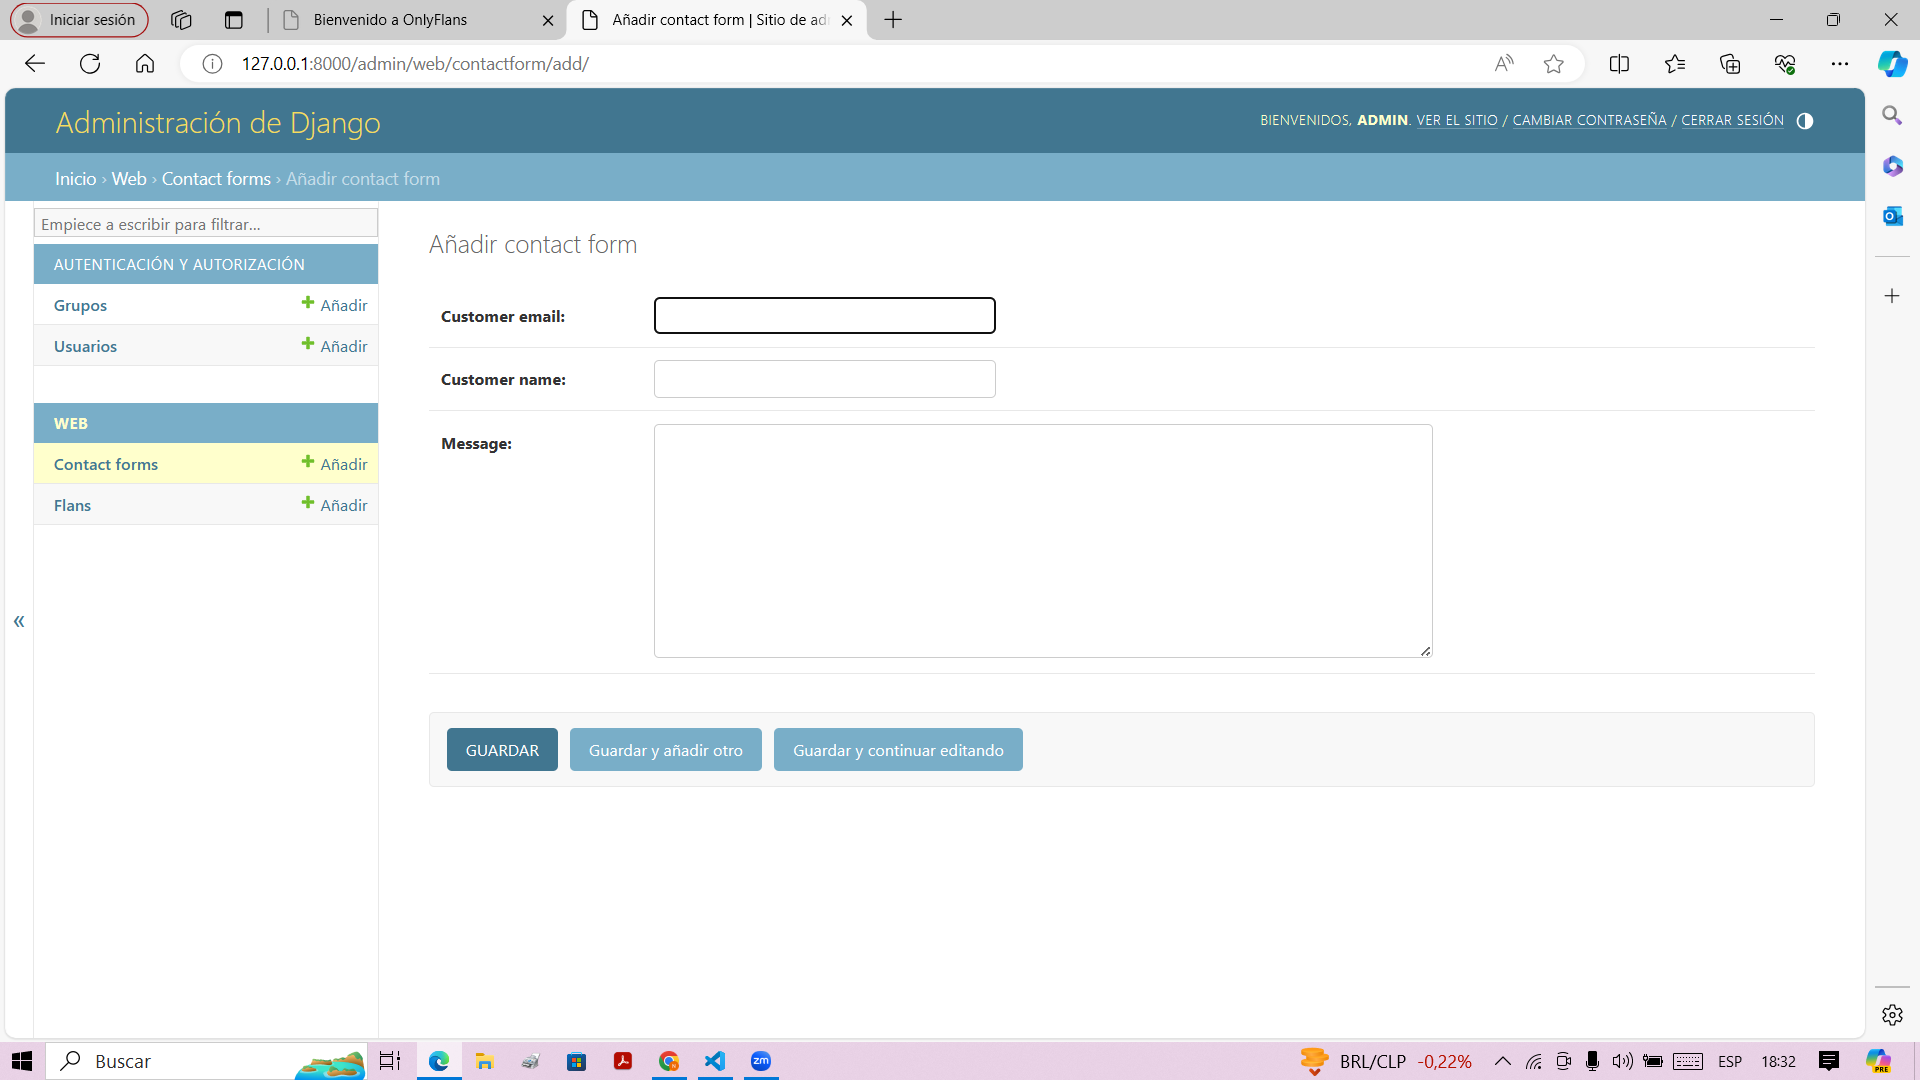 Iniciar sesión
Bienvenido a OnlyFlans
Añadir contact form | Sitio de adm
127.0.0.1:8000/admin/web/contactform/add/
Administración de Django
BIENVENIDOS, ADMIN. VER EL SITIO / CAMBIAR CONTRASEÑA / CERRAR SESIÓN
Inicio › Web › Contact forms › Añadir contact form
Empiece a escribir para filtrar...
AUTENTICACIÓN Y AUTORIZACIÓN
Grupos Añadir
Usuarios Añadir
WEB
Contact forms Añadir
Flans Añadir
«
Añadir contact form
Customer email:
Customer name:
Message:
GUARDAR
Guardar y añadir otro
Guardar y continuar editando
Buscar
zm
BRL/CLP -0,22%
ESP
18:32
PRE